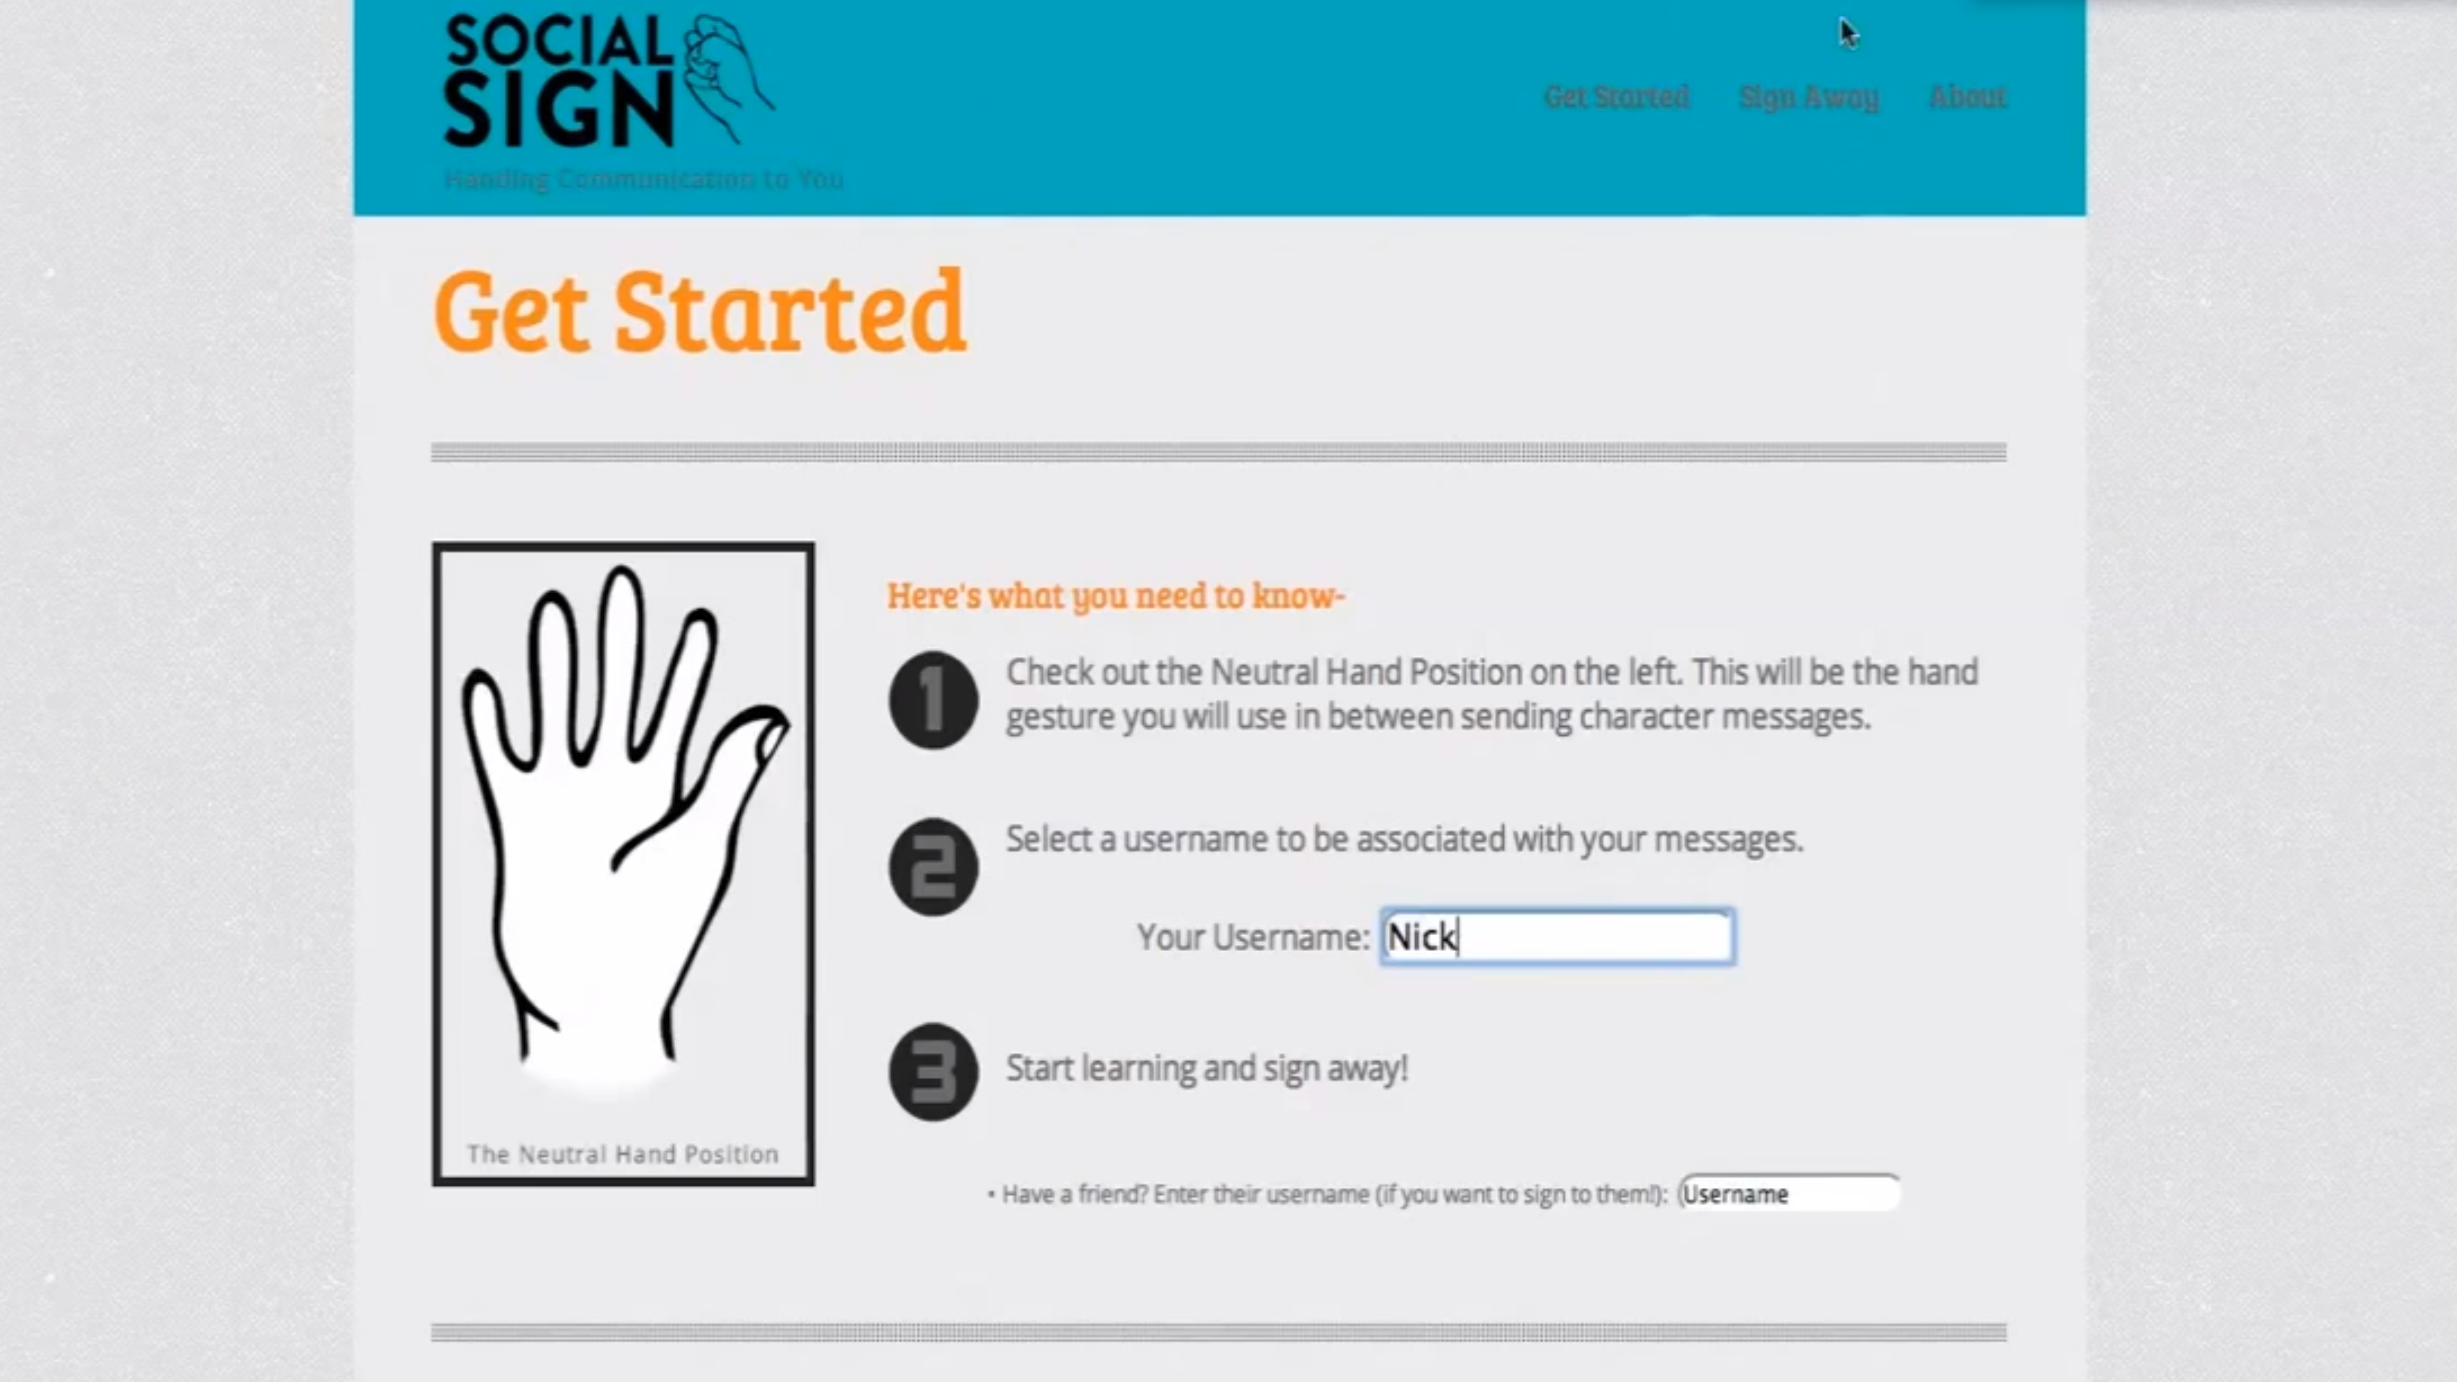 SOCIAL
SIGN
Handing Communication to You
Get Started Sign Away About
Get Started
Here's what you need to know-
1 Check out the Neutral Hand Position on the left. This will be the hand
gesture you will use in between sending character messages.
2 Select a username to be associated with your messages.
Your Username: Nick
3 Start learning and sign away!
The Neutral Hand Position
• Have a friend? Enter their username (if you want to sign to them!): Username